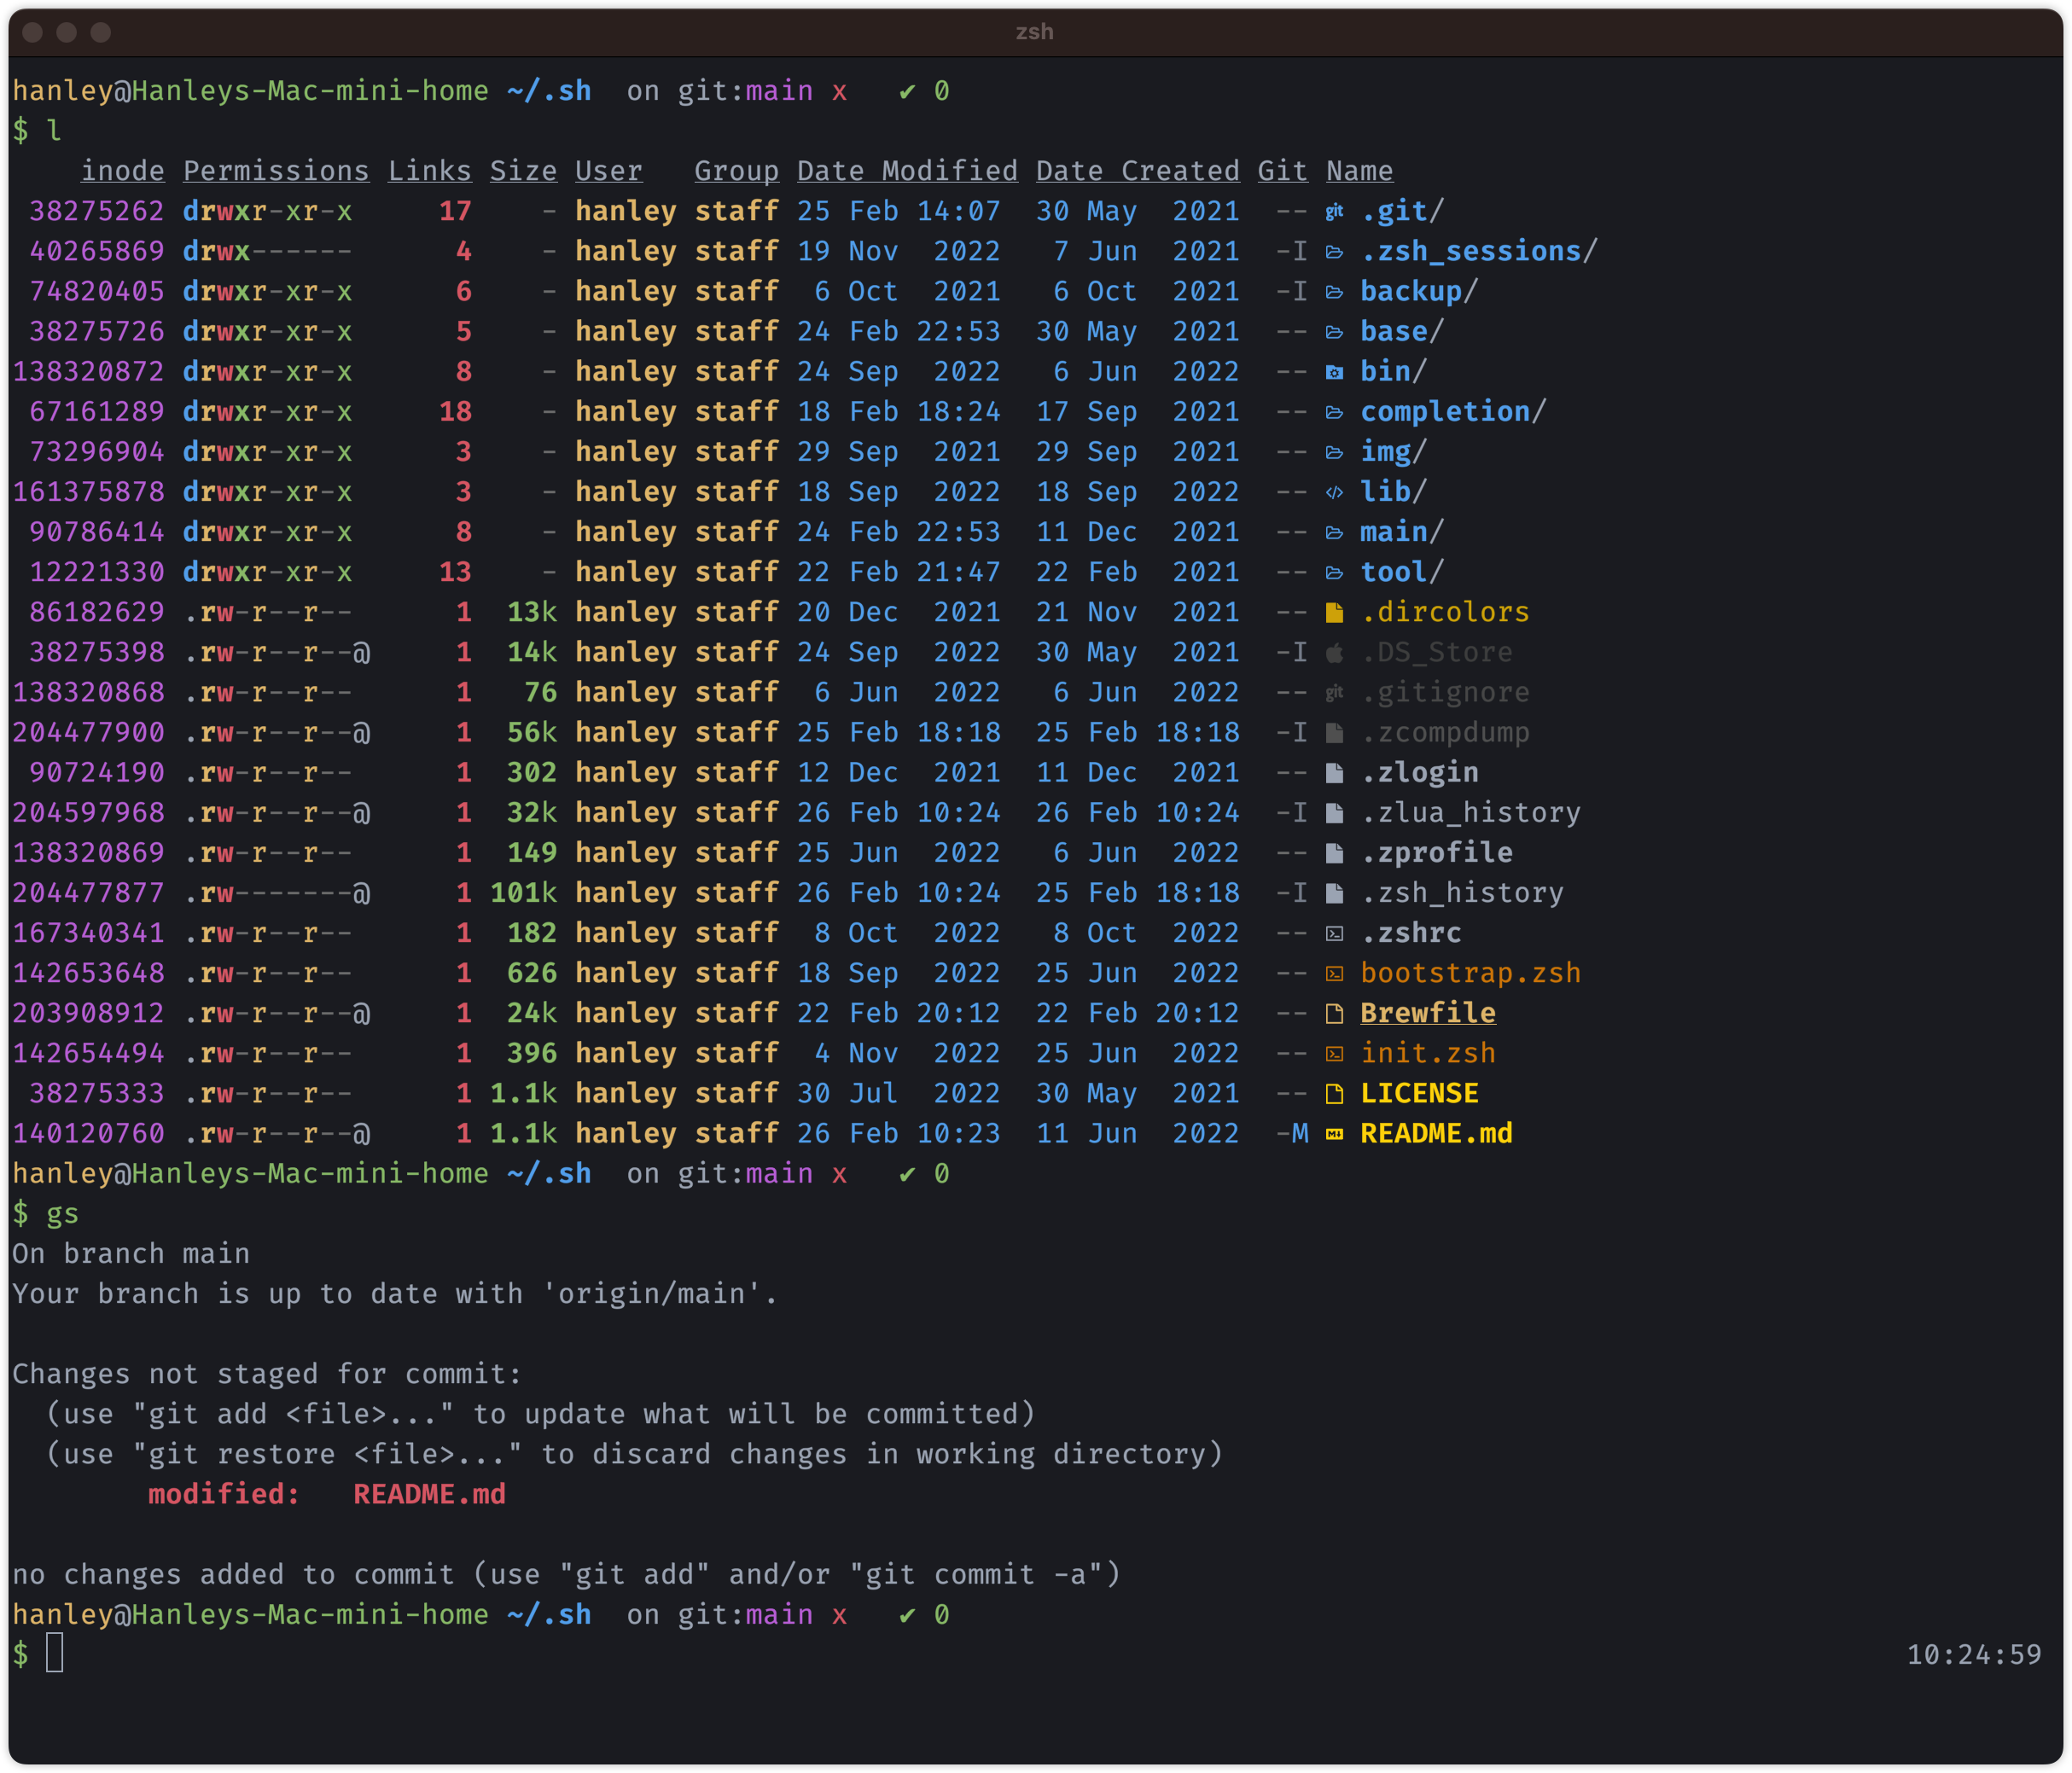 zsh
hanley@Hanleys-Mac-mini-home ~/.sh  on git:main x   ✔ 0
$ l
    inode Permissions Links Size User   Group Date Modified Date Created Git Name
 38275262 drwxr-xr-x     17    - hanley staff 25 Feb 14:07  30 May  2021  -- git .git/
 40265869 drwx------      4    - hanley staff 19 Nov  2022   7 Jun  2021  -I .zsh_sessions/
 74820405 drwxr-xr-x      6    - hanley staff  6 Oct  2021   6 Oct  2021  -I backup/
 38275726 drwxr-xr-x      5    - hanley staff 24 Feb 22:53  30 May  2021  -- base/
138320872 drwxr-xr-x      8    - hanley staff 24 Sep  2022   6 Jun  2022  -- bin/
 67161289 drwxr-xr-x     18    - hanley staff 18 Feb 18:24  17 Sep  2021  -- completion/
 73296904 drwxr-xr-x      3    - hanley staff 29 Sep  2021  29 Sep  2021  -- img/
161375878 drwxr-xr-x      3    - hanley staff 18 Sep  2022  18 Sep  2022  -- lib/
 90786414 drwxr-xr-x      8    - hanley staff 24 Feb 22:53  11 Dec  2021  -- main/
 12221330 drwxr-xr-x     13    - hanley staff 22 Feb 21:47  22 Feb  2021  -- tool/
 86182629 .rw-r--r--      1  13k hanley staff 20 Dec  2021  21 Nov  2021  -- .dircolors
 38275398 .rw-r--r--@     1  14k hanley staff 24 Sep  2022  30 May  2021  -I .DS_Store
138320868 .rw-r--r--      1   76 hanley staff  6 Jun  2022   6 Jun  2022  -- git .gitignore
204477900 .rw-r--r--@     1  56k hanley staff 25 Feb 18:18  25 Feb 18:18  -I .zcompdump
 90724190 .rw-r--r--      1  302 hanley staff 12 Dec  2021  11 Dec  2021  -- .zlogin
204597968 .rw-r--r--@     1  32k hanley staff 26 Feb 10:24  26 Feb 10:24  -I .zlua_history
138320869 .rw-r--r--      1  149 hanley staff 25 Jun  2022   6 Jun  2022  -- .zprofile
204477877 .rw-------@     1 101k hanley staff 26 Feb 10:24  25 Feb 18:18  -I .zsh_history
167340341 .rw-r--r--      1  182 hanley staff  8 Oct  2022   8 Oct  2022  -- .zshrc
142653648 .rw-r--r--      1  626 hanley staff 18 Sep  2022  25 Jun  2022  -- bootstrap.zsh
203908912 .rw-r--r--@     1  24k hanley staff 22 Feb 20:12  22 Feb 20:12  -- Brewfile
142654494 .rw-r--r--      1  396 hanley staff  4 Nov  2022  25 Jun  2022  -- init.zsh
 38275333 .rw-r--r--      1 1.1k hanley staff 30 Jul  2022  30 May  2021  -- LICENSE
140120760 .rw-r--r--@     1 1.1k hanley staff 26 Feb 10:23  11 Jun  2022  -M README.md
hanley@Hanleys-Mac-mini-home ~/.sh  on git:main x   ✔ 0
$ gs
On branch main
Your branch is up to date with 'origin/main'.
Changes not staged for commit:
  (use "git add <file>..." to update what will be committed)
  (use "git restore <file>..." to discard changes in working directory)
        modified:   README.md
no changes added to commit (use "git add" and/or "git commit -a")
hanley@Hanleys-Mac-mini-home ~/.sh  on git:main x   ✔ 0
$ 10:24:59